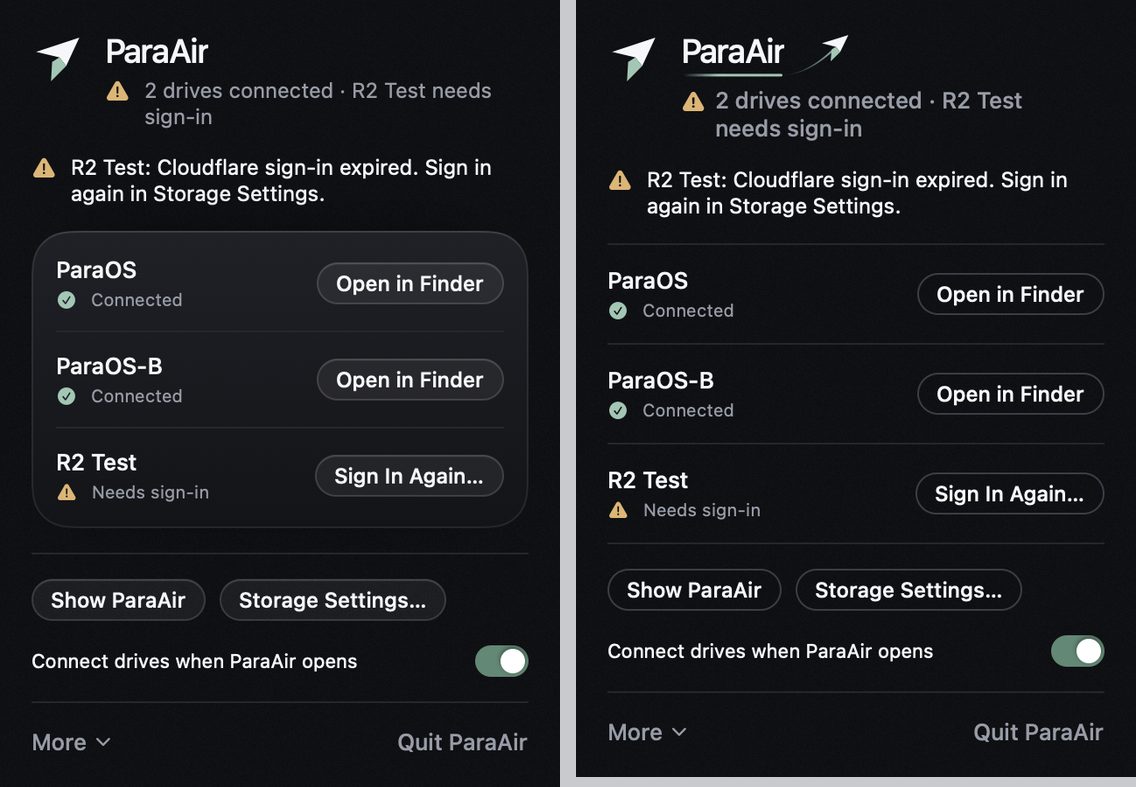 ParaAir
2 drives connected · R2 Test needs
sign-in
R2 Test: Cloudflare sign-in expired. Sign in
again in Storage Settings.
ParaOS
Connected
Open in Finder
ParaOS-B
Connected
Open in Finder
R2 Test
Needs sign-in
Sign In Again...
Show ParaAir
Storage Settings...
Connect drives when ParaAir opens
More
Quit ParaAir
ParaAir
2 drives connected · R2 Test
needs sign-in
R2 Test: Cloudflare sign-in expired. Sign in
again in Storage Settings.
ParaOS
Connected
Open in Finder
ParaOS-B
Connected
Open in Finder
R2 Test
Needs sign-in
Sign In Again...
Show ParaAir
Storage Settings...
Connect drives when ParaAir opens
More
Quit ParaAir